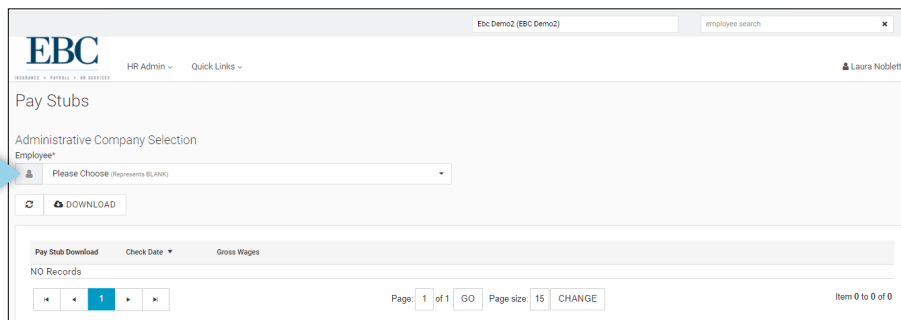 Ebc Demo2 (EBC Demo2) employee search x
EBC
INSURANCE • PAYROLL • HR SERVICES
HR Admin Quick Links Laura Noblett
Pay Stubs
Administrative Company Selection
Employee*
Please Choose (Represents BLANK)
DOWNLOAD
Pay Stub Download Check Date ▼ Gross Wages
NO Records
1 Page: 1 of 1 GO Page size: 15 CHANGE Item 0 to 0 of 0